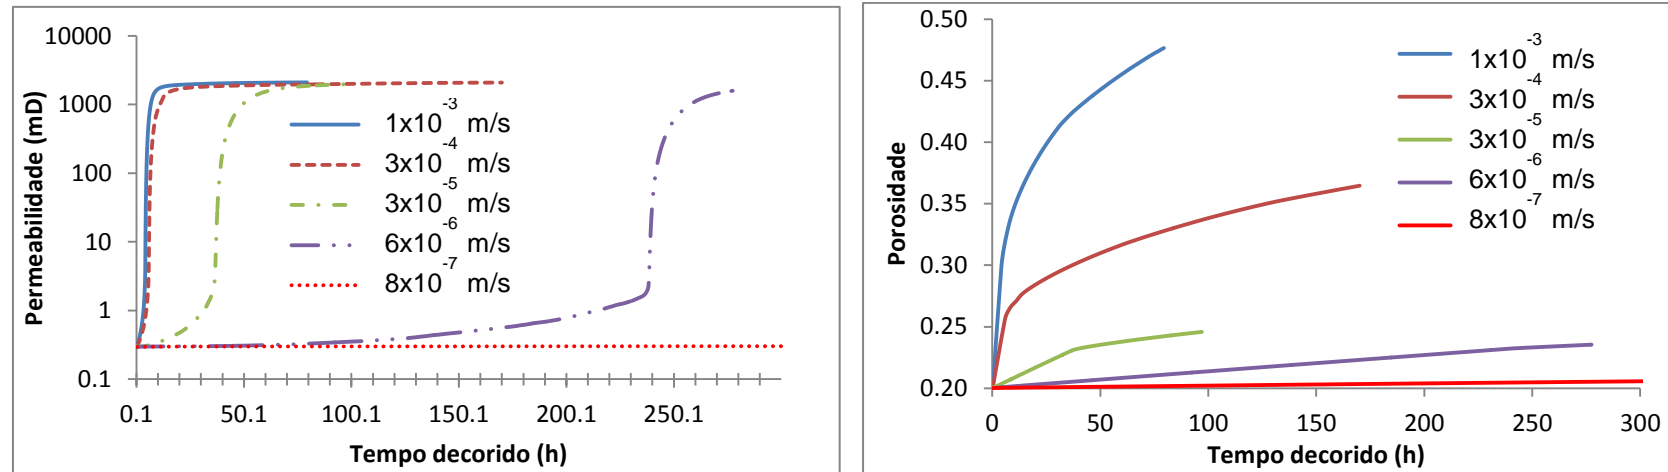 Permeabilidade (mD)
10000
1000
100
10
1
0.1
0.1 50.1 100.1 150.1 200.1 250.1
Tempo decorido (h)
1x10⁻³ m/s
3x10⁻⁴ m/s
3x10⁻⁵ m/s
6x10⁻⁶ m/s
8x10⁻⁷ m/s
Porosidade
0.50
0.45
0.40
0.35
0.30
0.25
0.20
0 50 100 150 200 250 300
Tempo decorido (h)
1x10⁻³ m/s
3x10⁻⁴ m/s
3x10⁻⁵ m/s
6x10⁻⁶ m/s
8x10⁻⁷ m/s